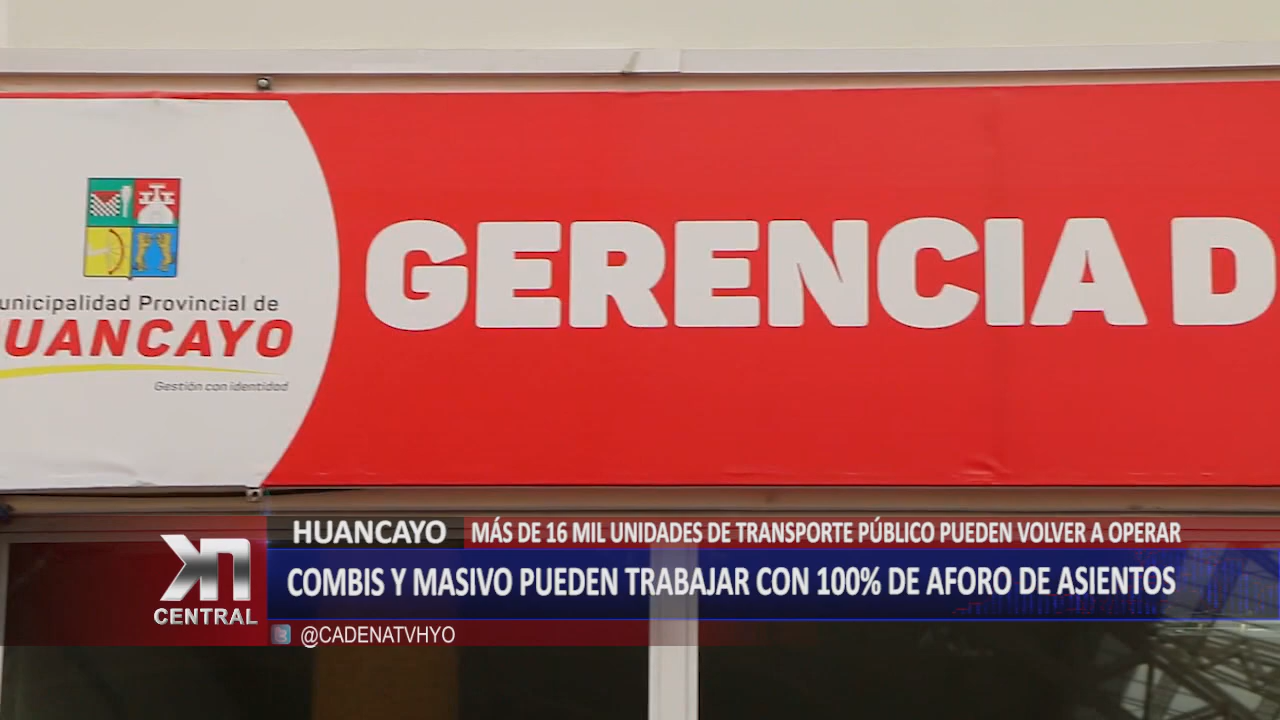 unicipalidad Provincial de
UANCAYO
Gestión con identidad
GERENCIA D
HUANCAYO
MÁS DE 16 MIL UNIDADES DE TRANSPORTE PÚBLICO PUEDEN VOLVER A OPERAR
COMBIS Y MASIVO PUEDEN TRABAJAR CON 100% DE AFORO DE ASIENTOS
CENTRAL
@CADENATVHYO